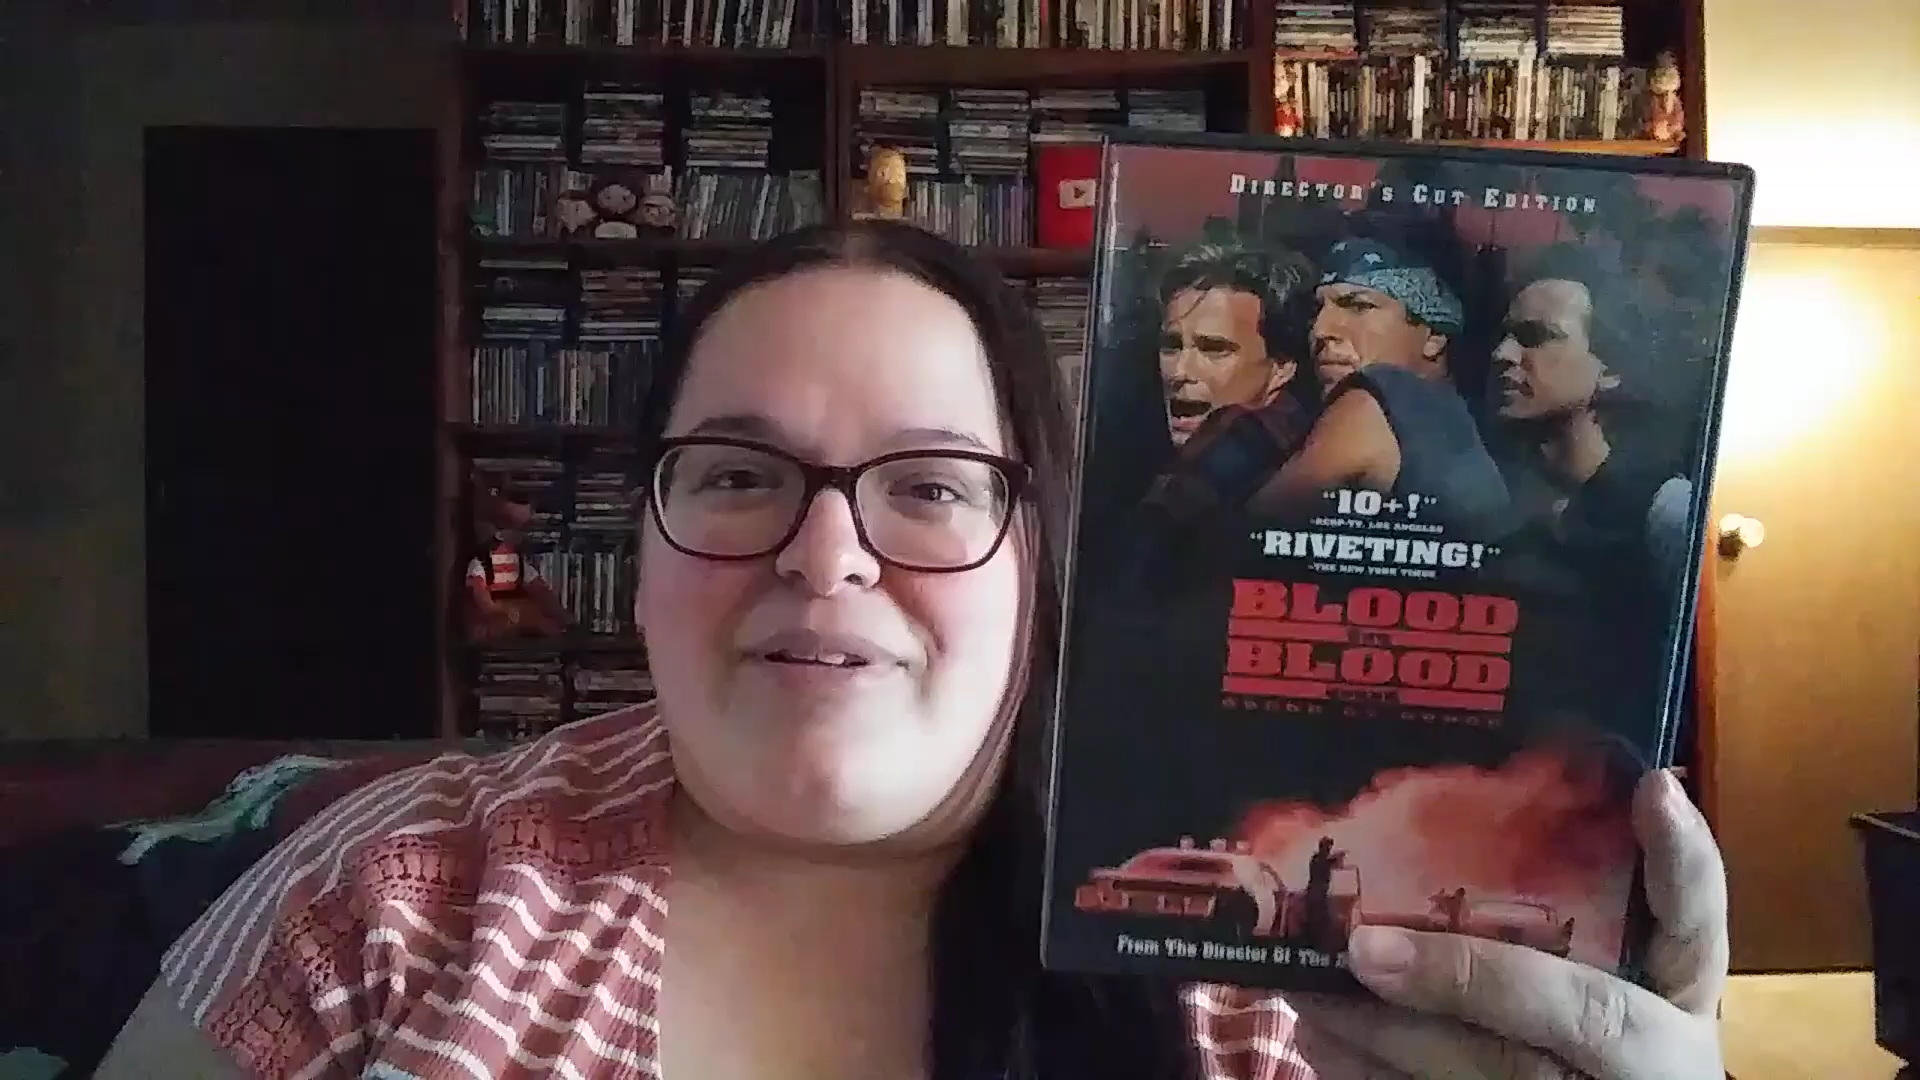 DIRECTOR'S CUT EDITION
"10+!"
"RIVETING!"
-THE NEW YORK TIMES
BLOOD
BLOOD
From The Director Of The